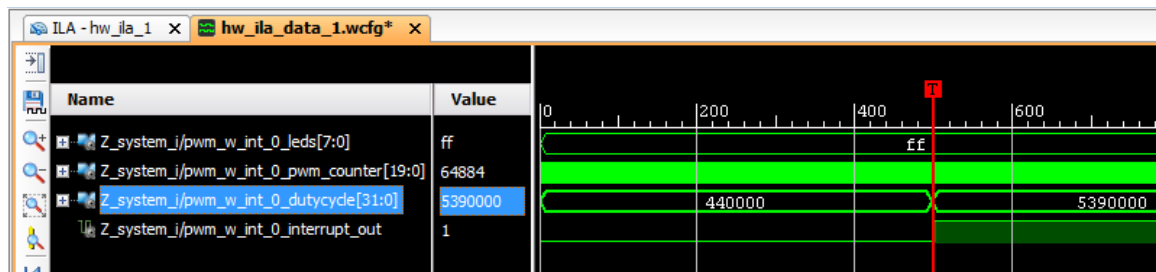 ILA - hw_ila_1 hw_ila_data_1.wcfg*
Name Value
0 200 400 T 600
Z_system_i/pwm_w_int_0_leds[7:0] ff ff
Z_system_i/pwm_w_int_0_pwm_counter[19:0] 64884
Z_system_i/pwm_w_int_0_dutycycle[31:0] 5390000 440000 5390000
Z_system_i/pwm_w_int_0_interrupt_out 1